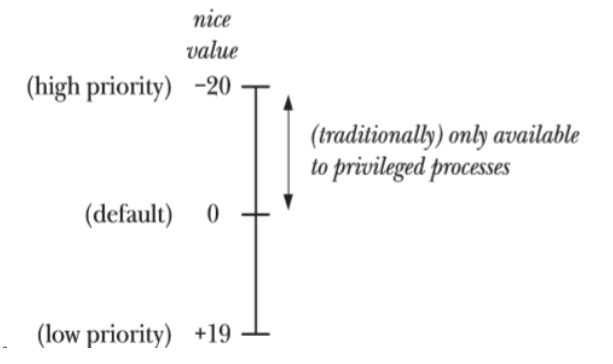 nice
value
(high priority) −20
(traditionally) only available
to privileged processes
(default) 0
(low priority) +19